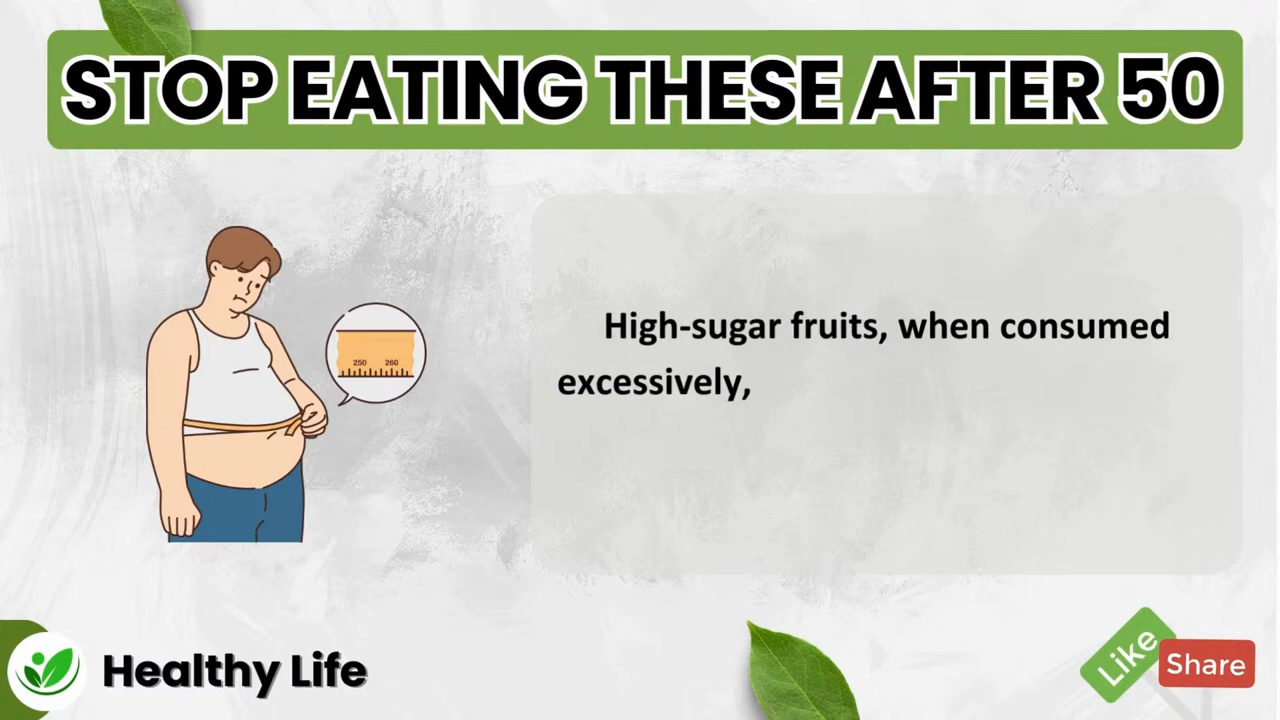 STOP EATING THESE AFTER 50
High-sugar fruits, when consumed
excessively,
250 260
Healthy Life
Like
Share